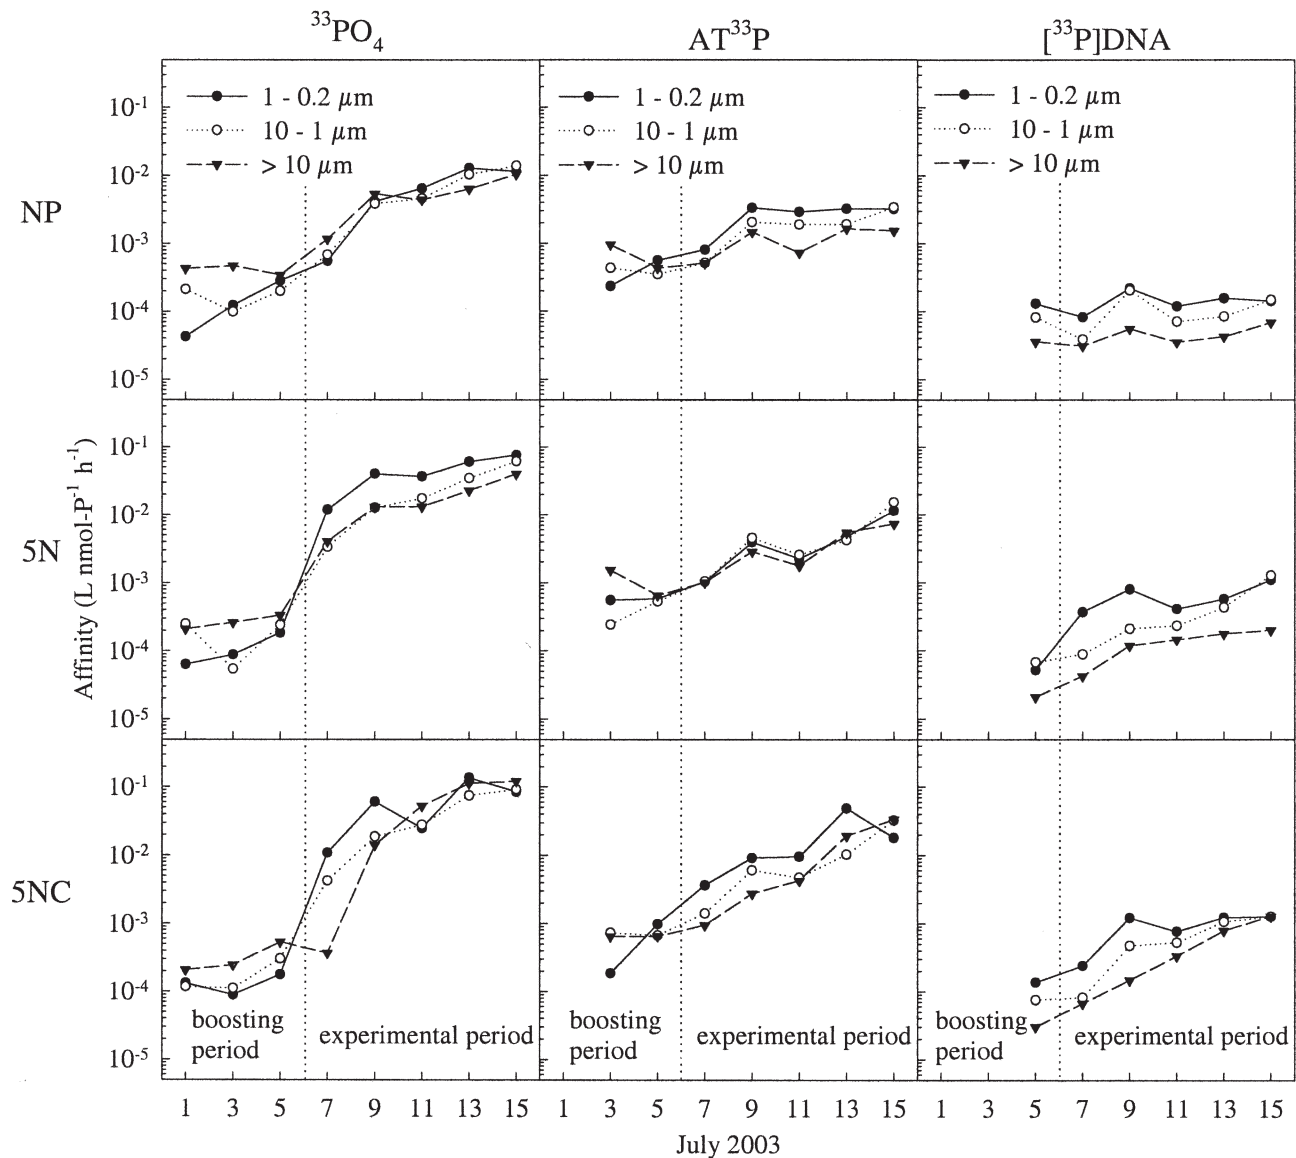 ³³PO₄
AT³³P
[³³P]DNA
1 - 0.2 µm
10 - 1 µm
> 10 µm
1 - 0.2 µm
10 - 1 µm
> 10 µm
1 - 0.2 µm
10 - 1 µm
> 10 µm
NP
10⁻¹
10⁻²
10⁻³
10⁻⁴
10⁻⁵
5N
Affinity (L nmol-P⁻¹ h⁻¹)
10⁻¹
10⁻²
10⁻³
10⁻⁴
10⁻⁵
5NC
10⁻¹
10⁻²
10⁻³
10⁻⁴
10⁻⁵
boosting
period
experimental period
boosting
period
experimental period
boosting
period
experimental period
1 3 5 7 9 11 13 15 1 3 5 7 9 11 13 15 1 3 5 7 9 11 13 15
July 2003